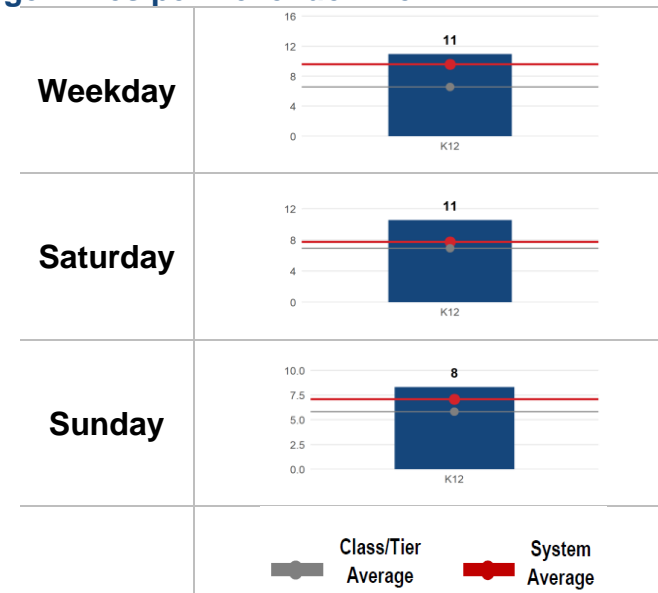 Weekday
16
12
8
4
0
11
K12
Saturday
12
8
4
0
11
K12
Sunday
10.0
7.5
5.0
2.5
0.0
8
K12
Class/Tier
Average
System
Average